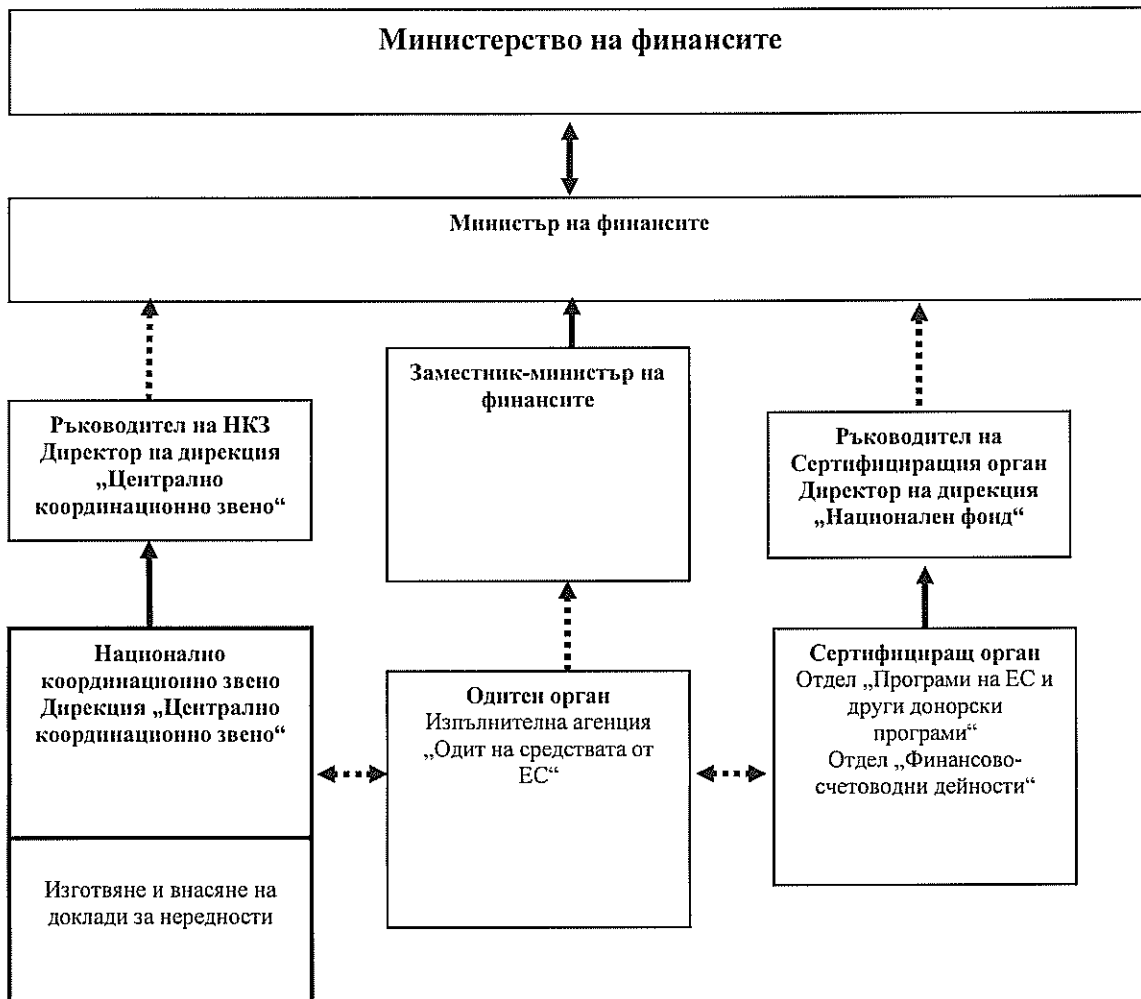 Министерство на финансите
Министър на финансите
Ръководител на НКЗ
Директор на дирекция
„Централно
координационно звено“
Заместник-министър на
финансите
Ръководител на
Сертифициращия орган
Директор на дирекция
„Национален фонд“
Национално
координационно звено
Дирекция „Централно
координационно звено“
Изготвяне и внасяне на
доклади за нередности
Одитен орган
Изпълнителна агенция
„Одит на средствата от
ЕС“
Сертифициращ орган
Отдел „Програми на ЕС и
други донорски
програми“
Отдел „Финансово-
счетоводни дейности“